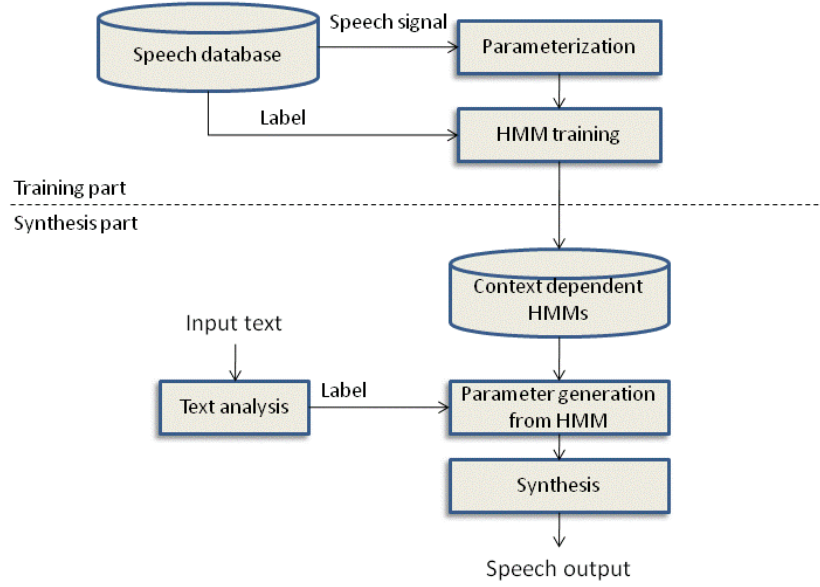 Speech signal
Speech database
Parameterization
Label
HMM training
Training part
Synthesis part
Context dependent
HMMs
Input text
Text analysis
Label
Parameter generation
from HMM
Synthesis
Speech output